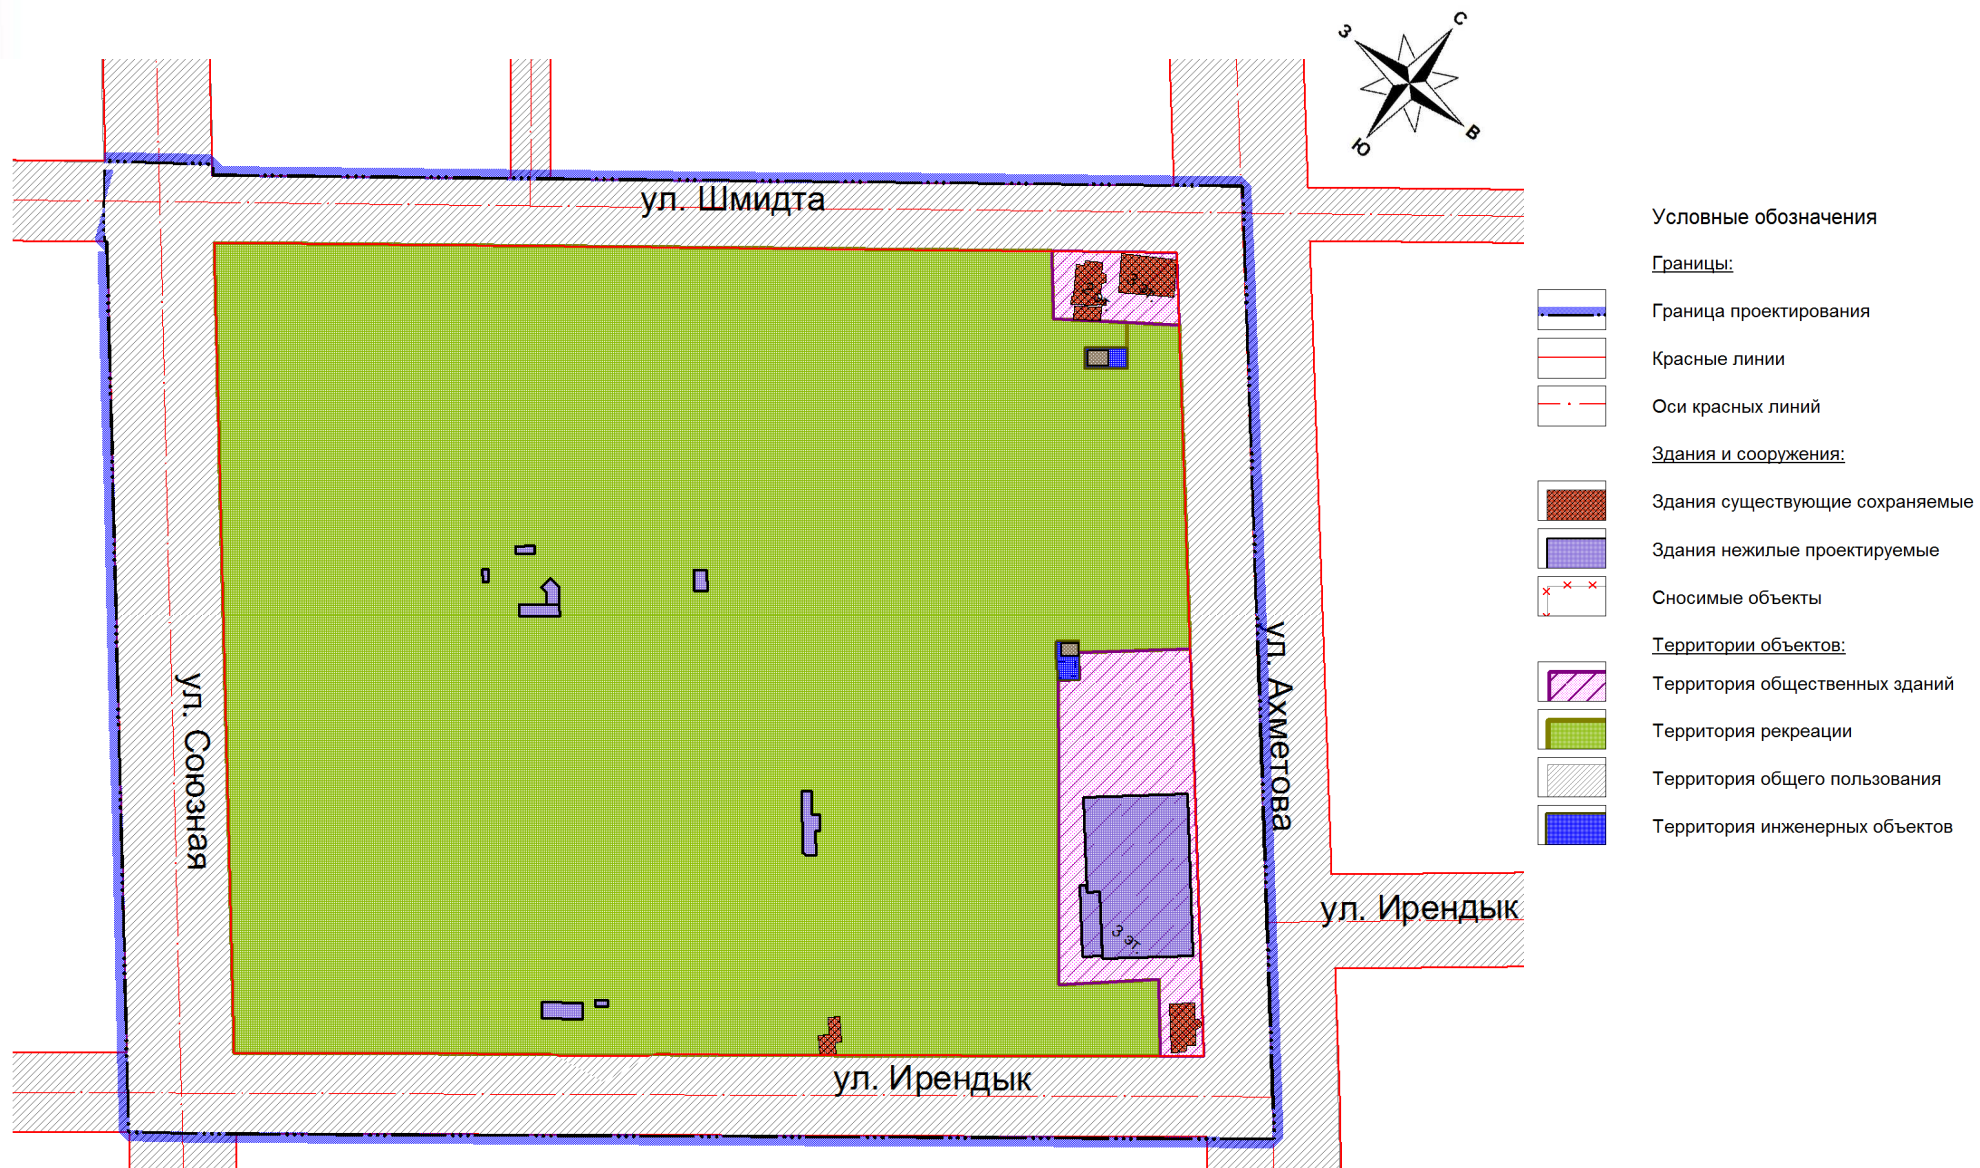 С
З
В
Ю
ул. Шмидта
3 эт.
ул. Союзная
ул. Ахметова
3 эт.
ул. Ирендык
ул. Ирендык
Условные обозначения
Границы:
Граница проектирования
Красные линии
Оси красных линий
Здания и сооружения:
Здания существующие сохраняемые
Здания нежилые проектируемые
Сносимые объекты
Территории объектов:
Территория общественных зданий
Территория рекреации
Территория общего пользования
Территория инженерных объектов